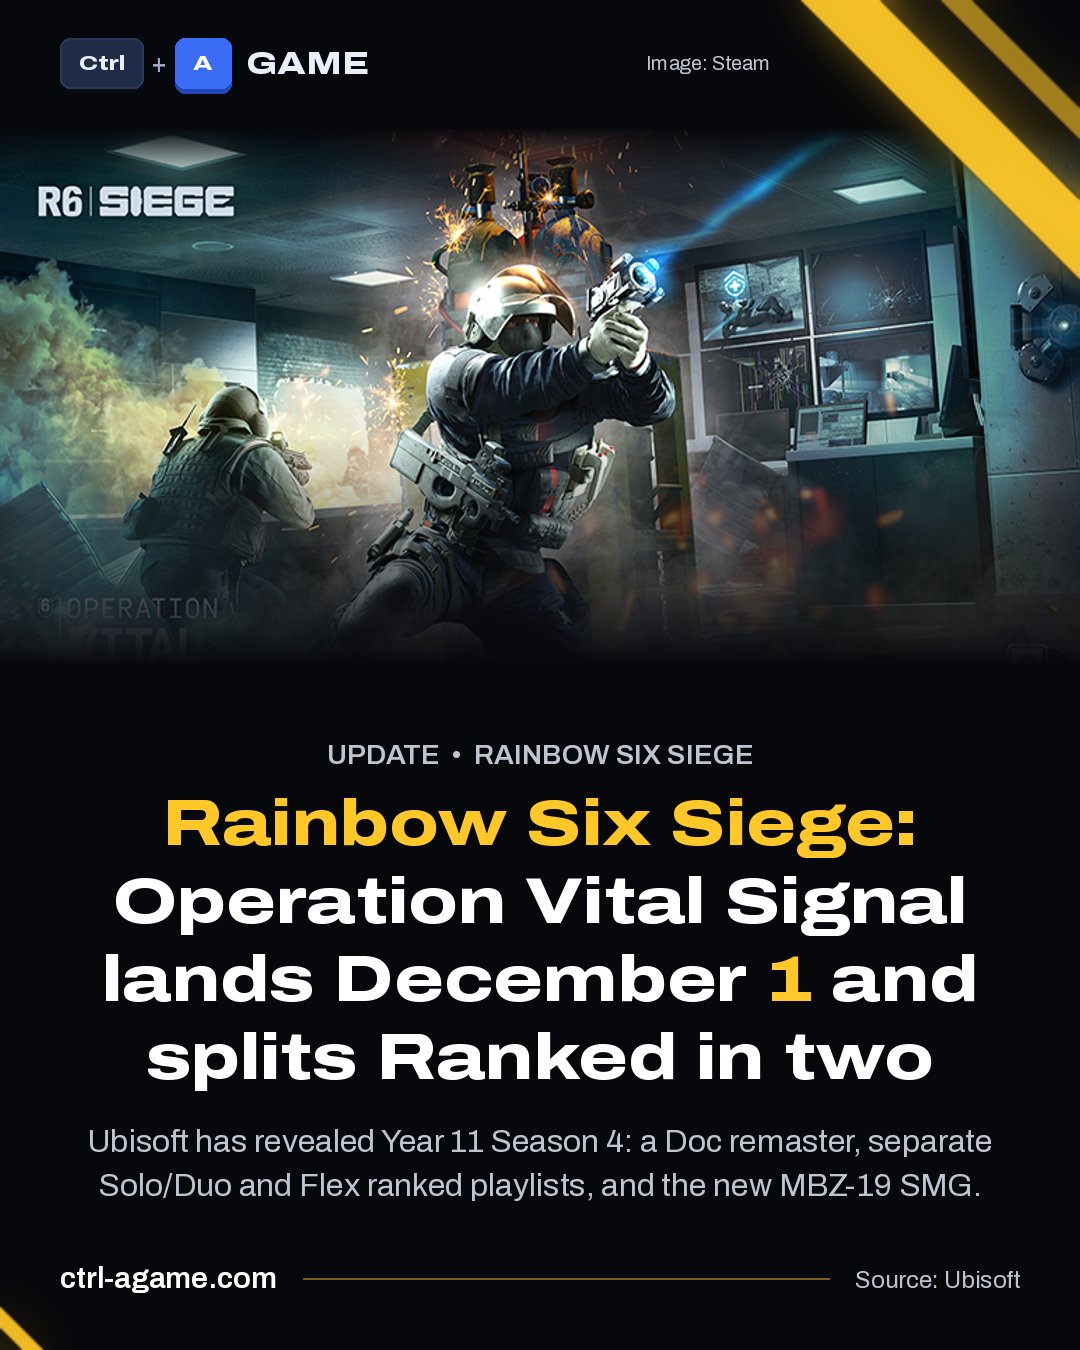 Ctrl + A GAME
Image: Steam
R6 SIEGE
6 OPERATION
VITAL
UPDATE • RAINBOW SIX SIEGE
Rainbow Six Siege:
Operation Vital Signal
lands December 1 and
splits Ranked in two
Ubisoft has revealed Year 11 Season 4: a Doc remaster, separate
Solo/Duo and Flex ranked playlists, and the new MBZ-19 SMG.
ctrl-agame.com
Source: Ubisoft